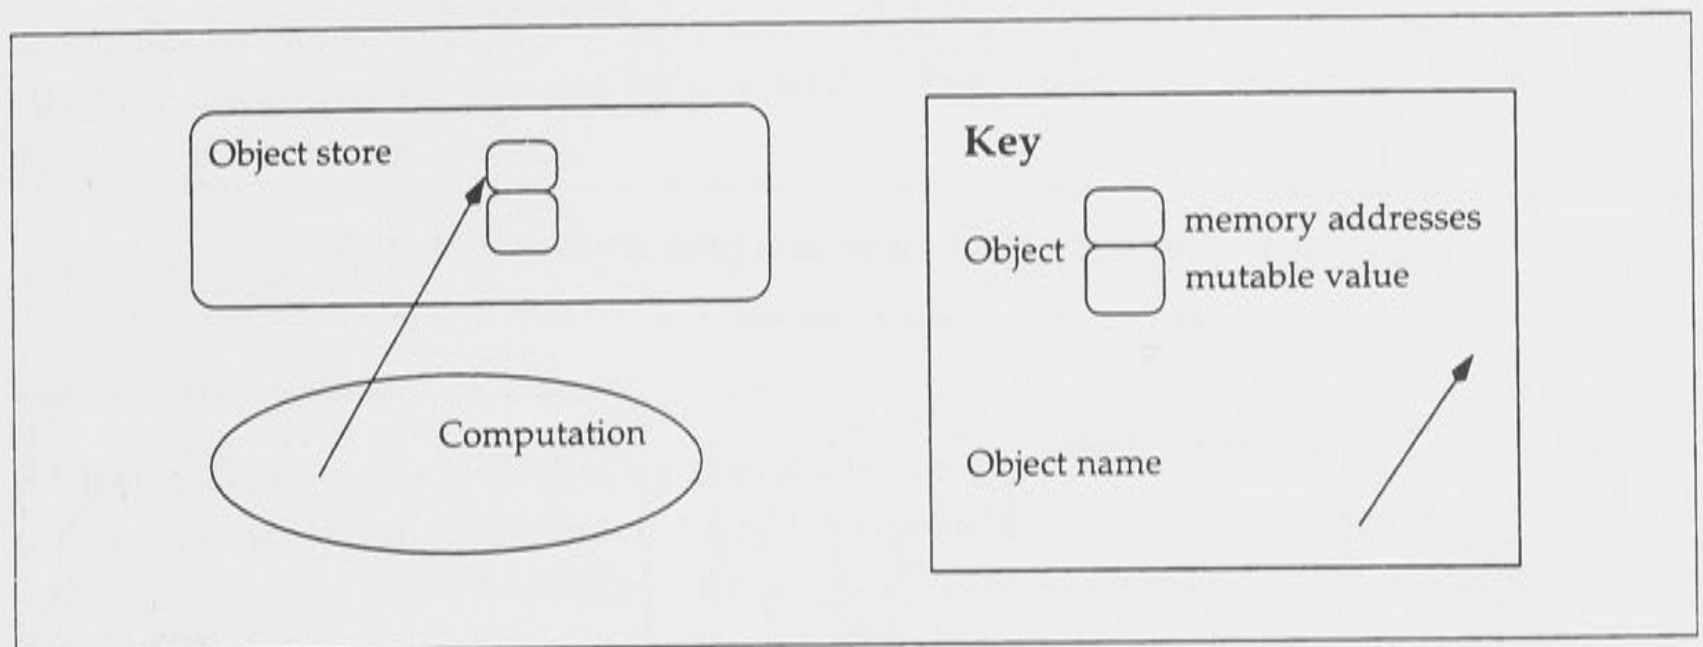 Object store
Computation
Key
Object
memory addresses
mutable value
Object name